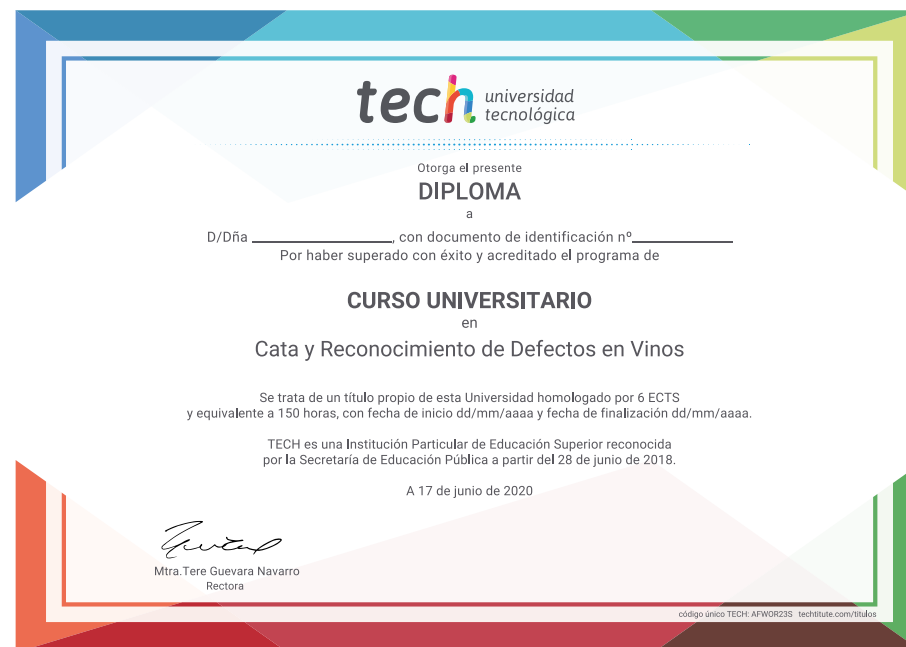 tech universidad
tecnológica
Otorga el presente
DIPLOMA
a
D/Dña ____________________, con documento de identificación nº______________
Por haber superado con éxito y acreditado el programa de
CURSO UNIVERSITARIO
en
Cata y Reconocimiento de Defectos en Vinos
Se trata de un título propio de esta Universidad homologado por 6 ECTS
y equivalente a 150 horas, con fecha de inicio dd/mm/aaaa y fecha de finalización dd/mm/aaaa.
TECH es una Institución Particular de Educación Superior reconocida
por la Secretaría de Educación Pública a partir del 28 de junio de 2018.
A 17 de junio de 2020
Mtra.Tere Guevara Navarro
Rectora
código único TECH: AFWOR23S techtitute.com/titulos